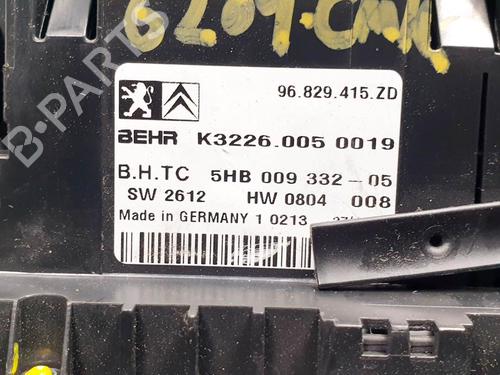 96.829.415.ZD
BEHR K3226.005 0019
B.H.TC 5HB 009 332-05
SW 2612 HW 0804 008
Made in GERMANY 1 0213